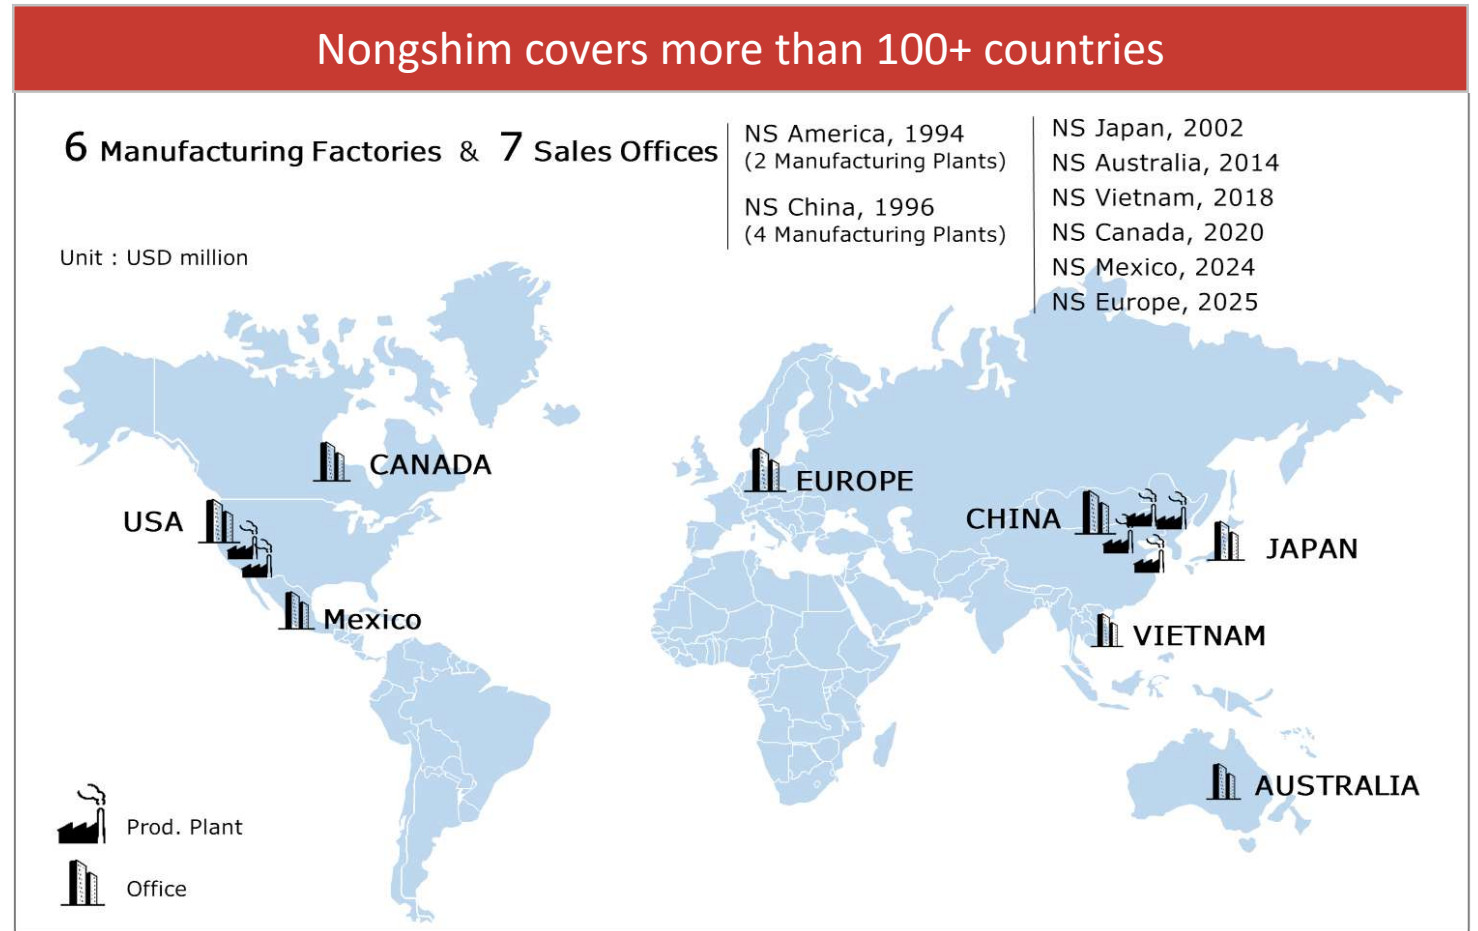 Nongshim covers more than 100+ countries
6 Manufacturing Factories & 7 Sales Offices
NS America, 1994
(2 Manufacturing Plants)
NS China, 1996
(4 Manufacturing Plants)
NS Japan, 2002
NS Australia, 2014
NS Vietnam, 2018
NS Canada, 2020
NS Mexico, 2024
NS Europe, 2025
Unit : USD million
CANADA
EUROPE
USA
CHINA
JAPAN
Mexico
VIETNAM
AUSTRALIA
Prod. Plant
Office